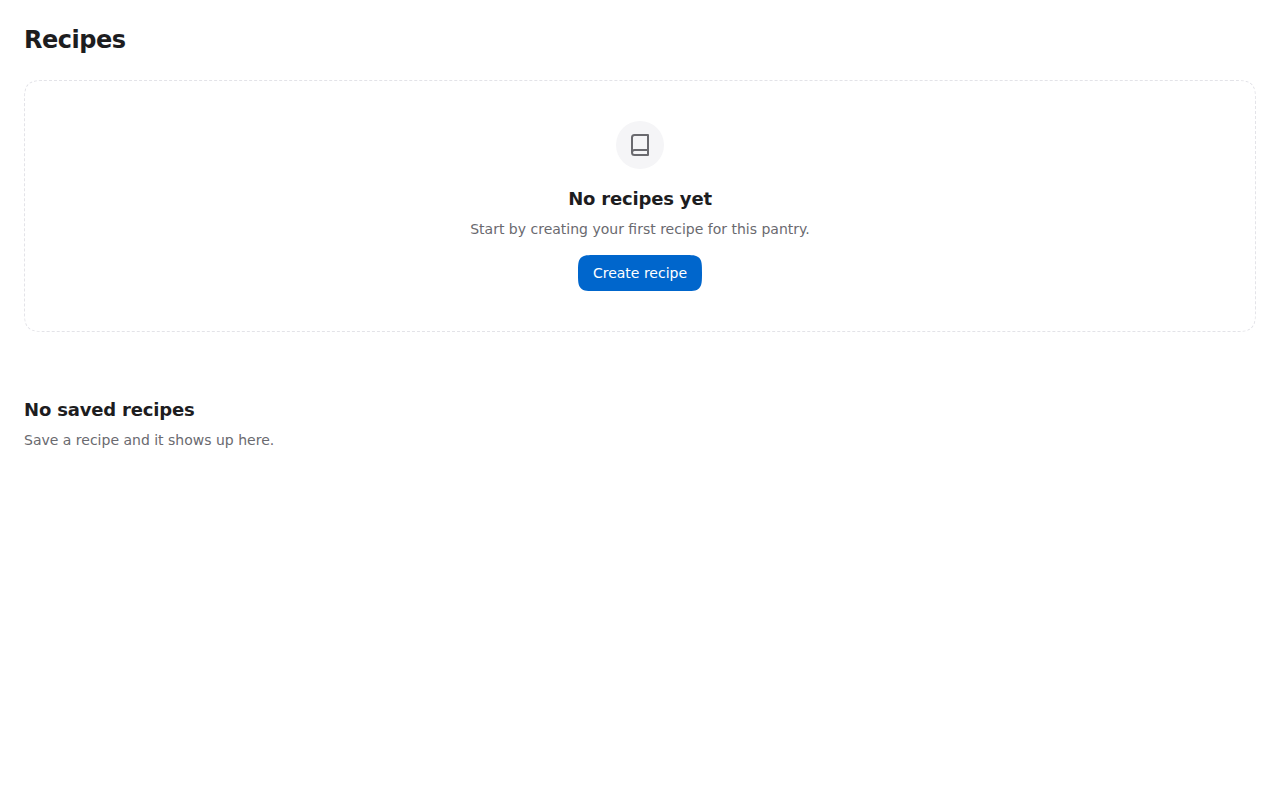 Recipes
No recipes yet
Start by creating your first recipe for this pantry.
Create recipe
No saved recipes
Save a recipe and it shows up here.